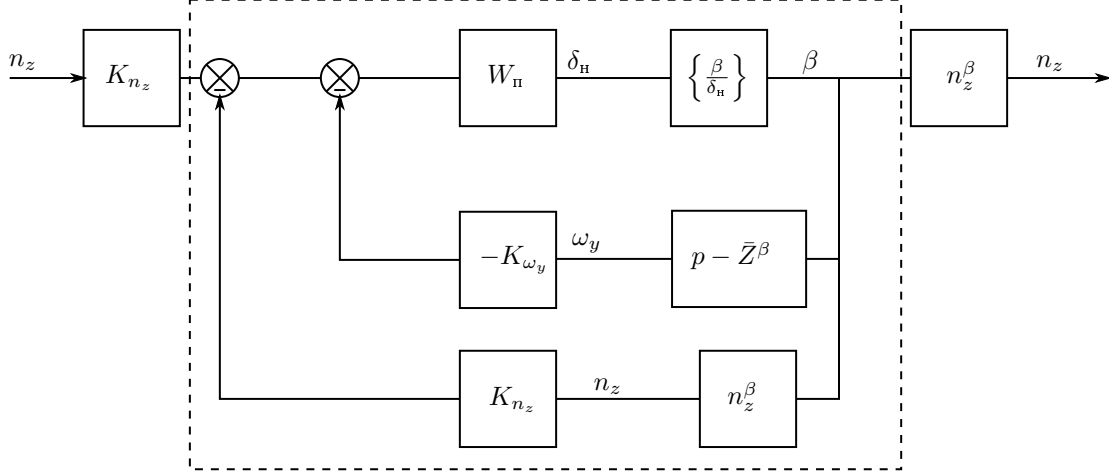 n_z
K_{n_z}
W_п
δ_н
{β/δ_н}
β
n_z^β
n_z
-K_{ω_y}
ω_y
p − Z̄^β
K_{n_z}
n_z
n_z^β